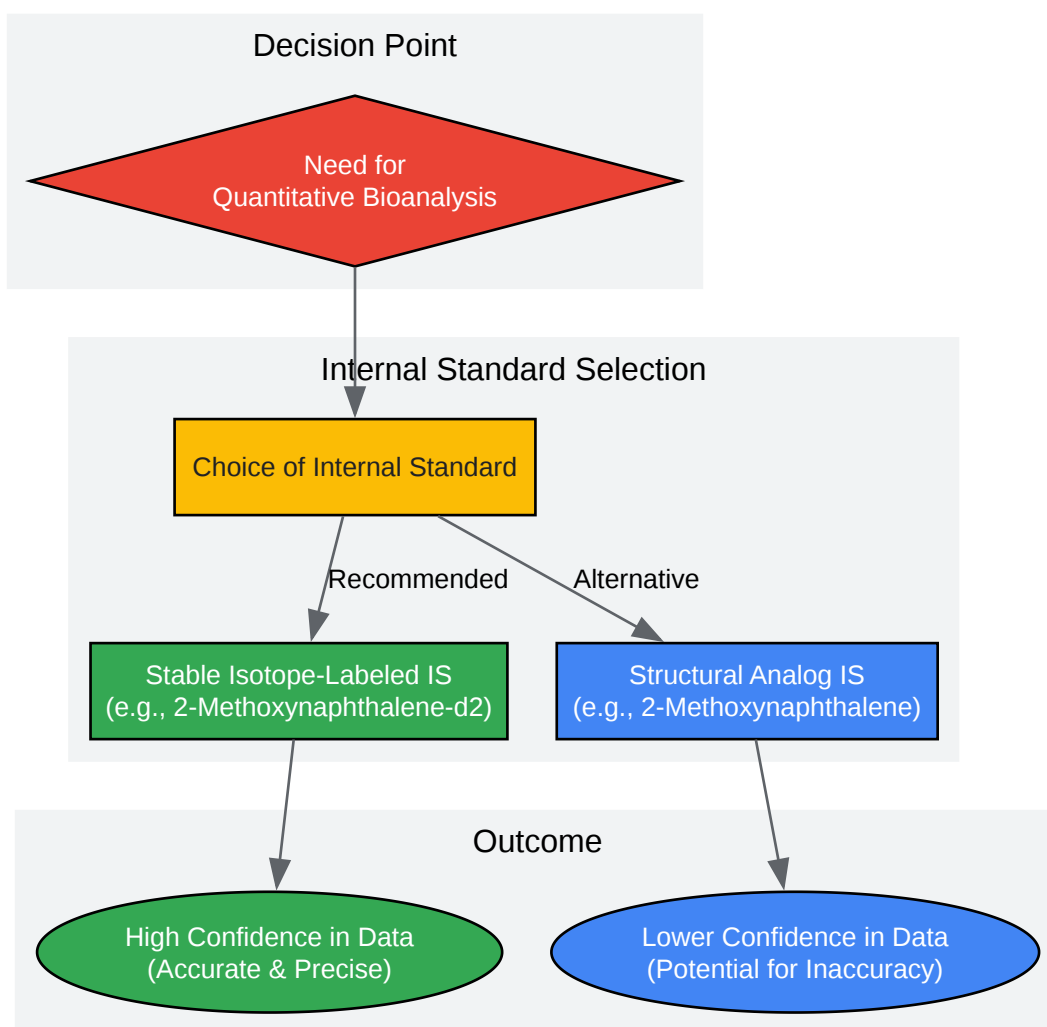 Decision Point
Need for
Quantitative Bioanalysis
Internal Standard Selection
Choice of Internal Standard
Recommended
Alternative
Stable Isotope-Labeled IS
(e.g., 2-Methoxynaphthalene-d2)
Structural Analog IS
(e.g., 2-Methoxynaphthalene)
Outcome
High Confidence in Data
(Accurate & Precise)
Lower Confidence in Data
(Potential for Inaccuracy)